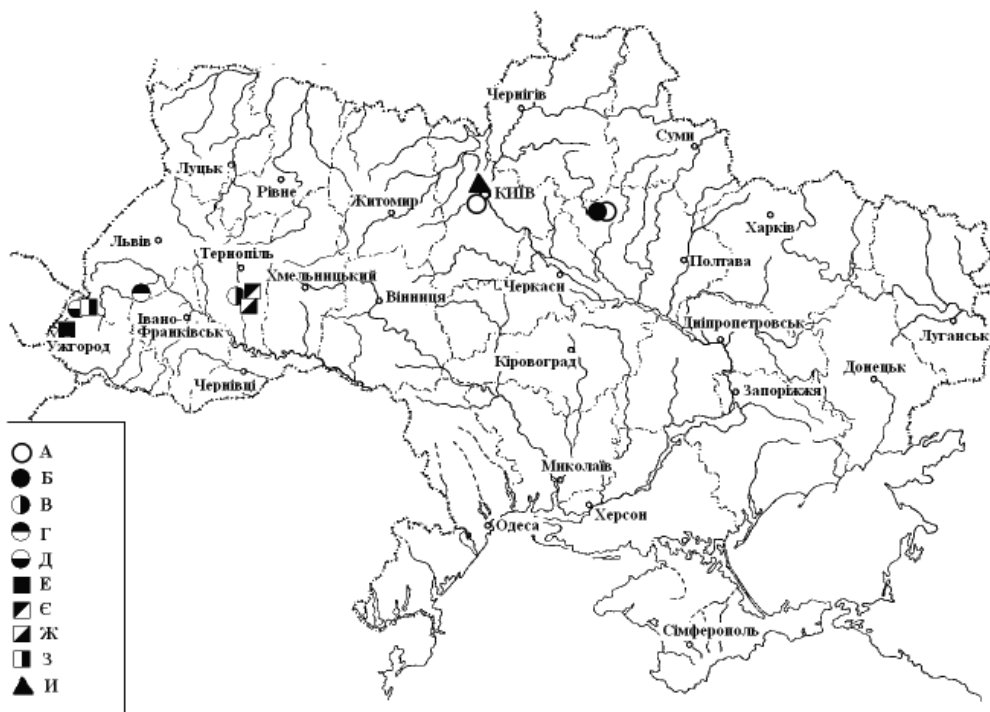 Чернігів
Суми
Луцьк
Рівне
КИЇВ
Житомир
Харків
Львів
Тернопіль
Хмельницький
Полтава
Черкаси
Вінниця
Івано-
Франківськ
Ужгород
Дніпропетровськ
Луганськ
Кіровоград
Донецьк
Чернівці
Запоріжжя
Миколаїв
Херсон
Одеса
Сімферополь
А
Б
В
Г
Д
Е
Є
Ж
З
И